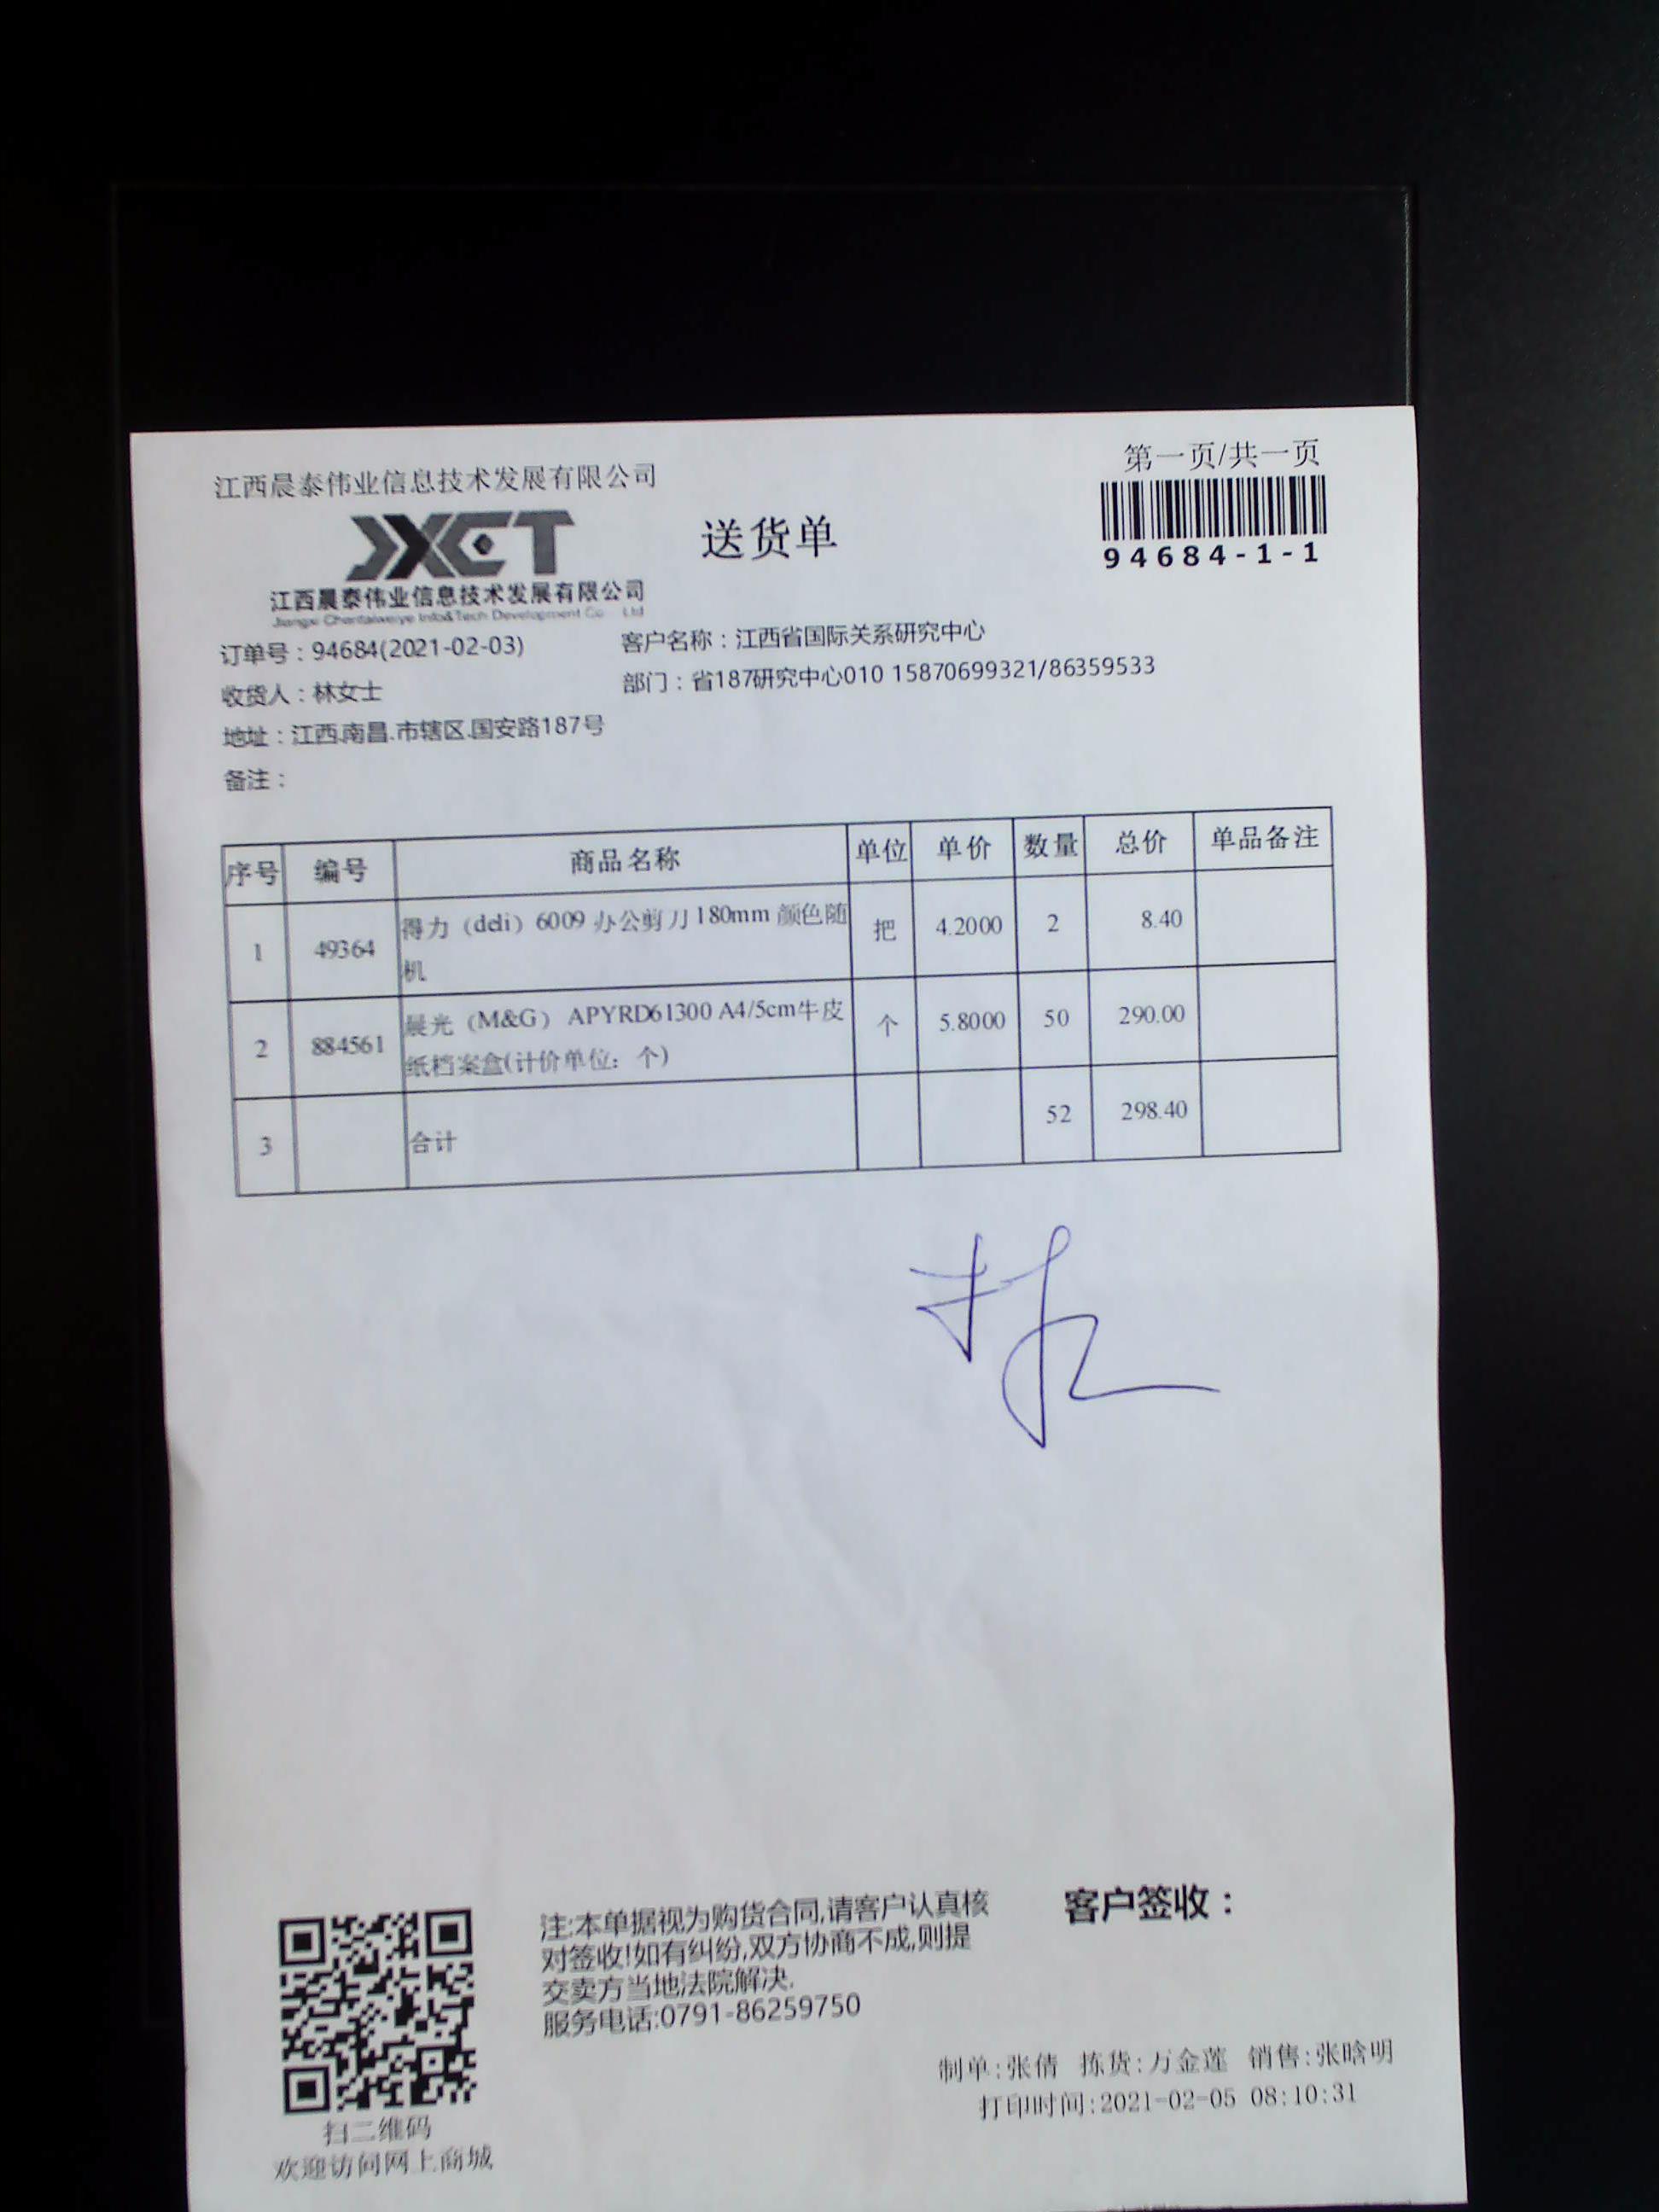 江西晨泰伟业信息技术发展有限公司
第一页/共一页
JXCT
送货单
94684-1-1
江西晨泰伟业信息技术发展有限公司
Jiangxi Chentaiweiye Info&Tech Development Co Ltd
订单号：94684(2021-02-03)
客户名称：江西省国际关系研究中心
收货人：林女士
部门：省187研究中心010 15870699321/86359533
地址：江西.南昌.市辖区.国安路187号
备注：
序号 编号 商品名称 单位 单价 数量 总价 单品备注
1 49364 得力（deli）6009 办公剪刀 180mm 颜色随 把 4.2000 2 8.40
机
2 884561 晨光（M&G） APYRD61300 A4/5cm牛皮 个 5.8000 50 290.00
纸档案盒(计价单位：个)
3 合计 52 298.40
注:本单据视为购货合同,请客户认真核
对签收!如有纠纷,双方协商不成,则提
交卖方当地法院解决.
服务电话:0791-86259750
客户签收：
制单:张倩 拣货:万金莲 销售:张晗明
打印时间:2021-02-05 08:10:31
扫二维码
欢迎访问网上商城